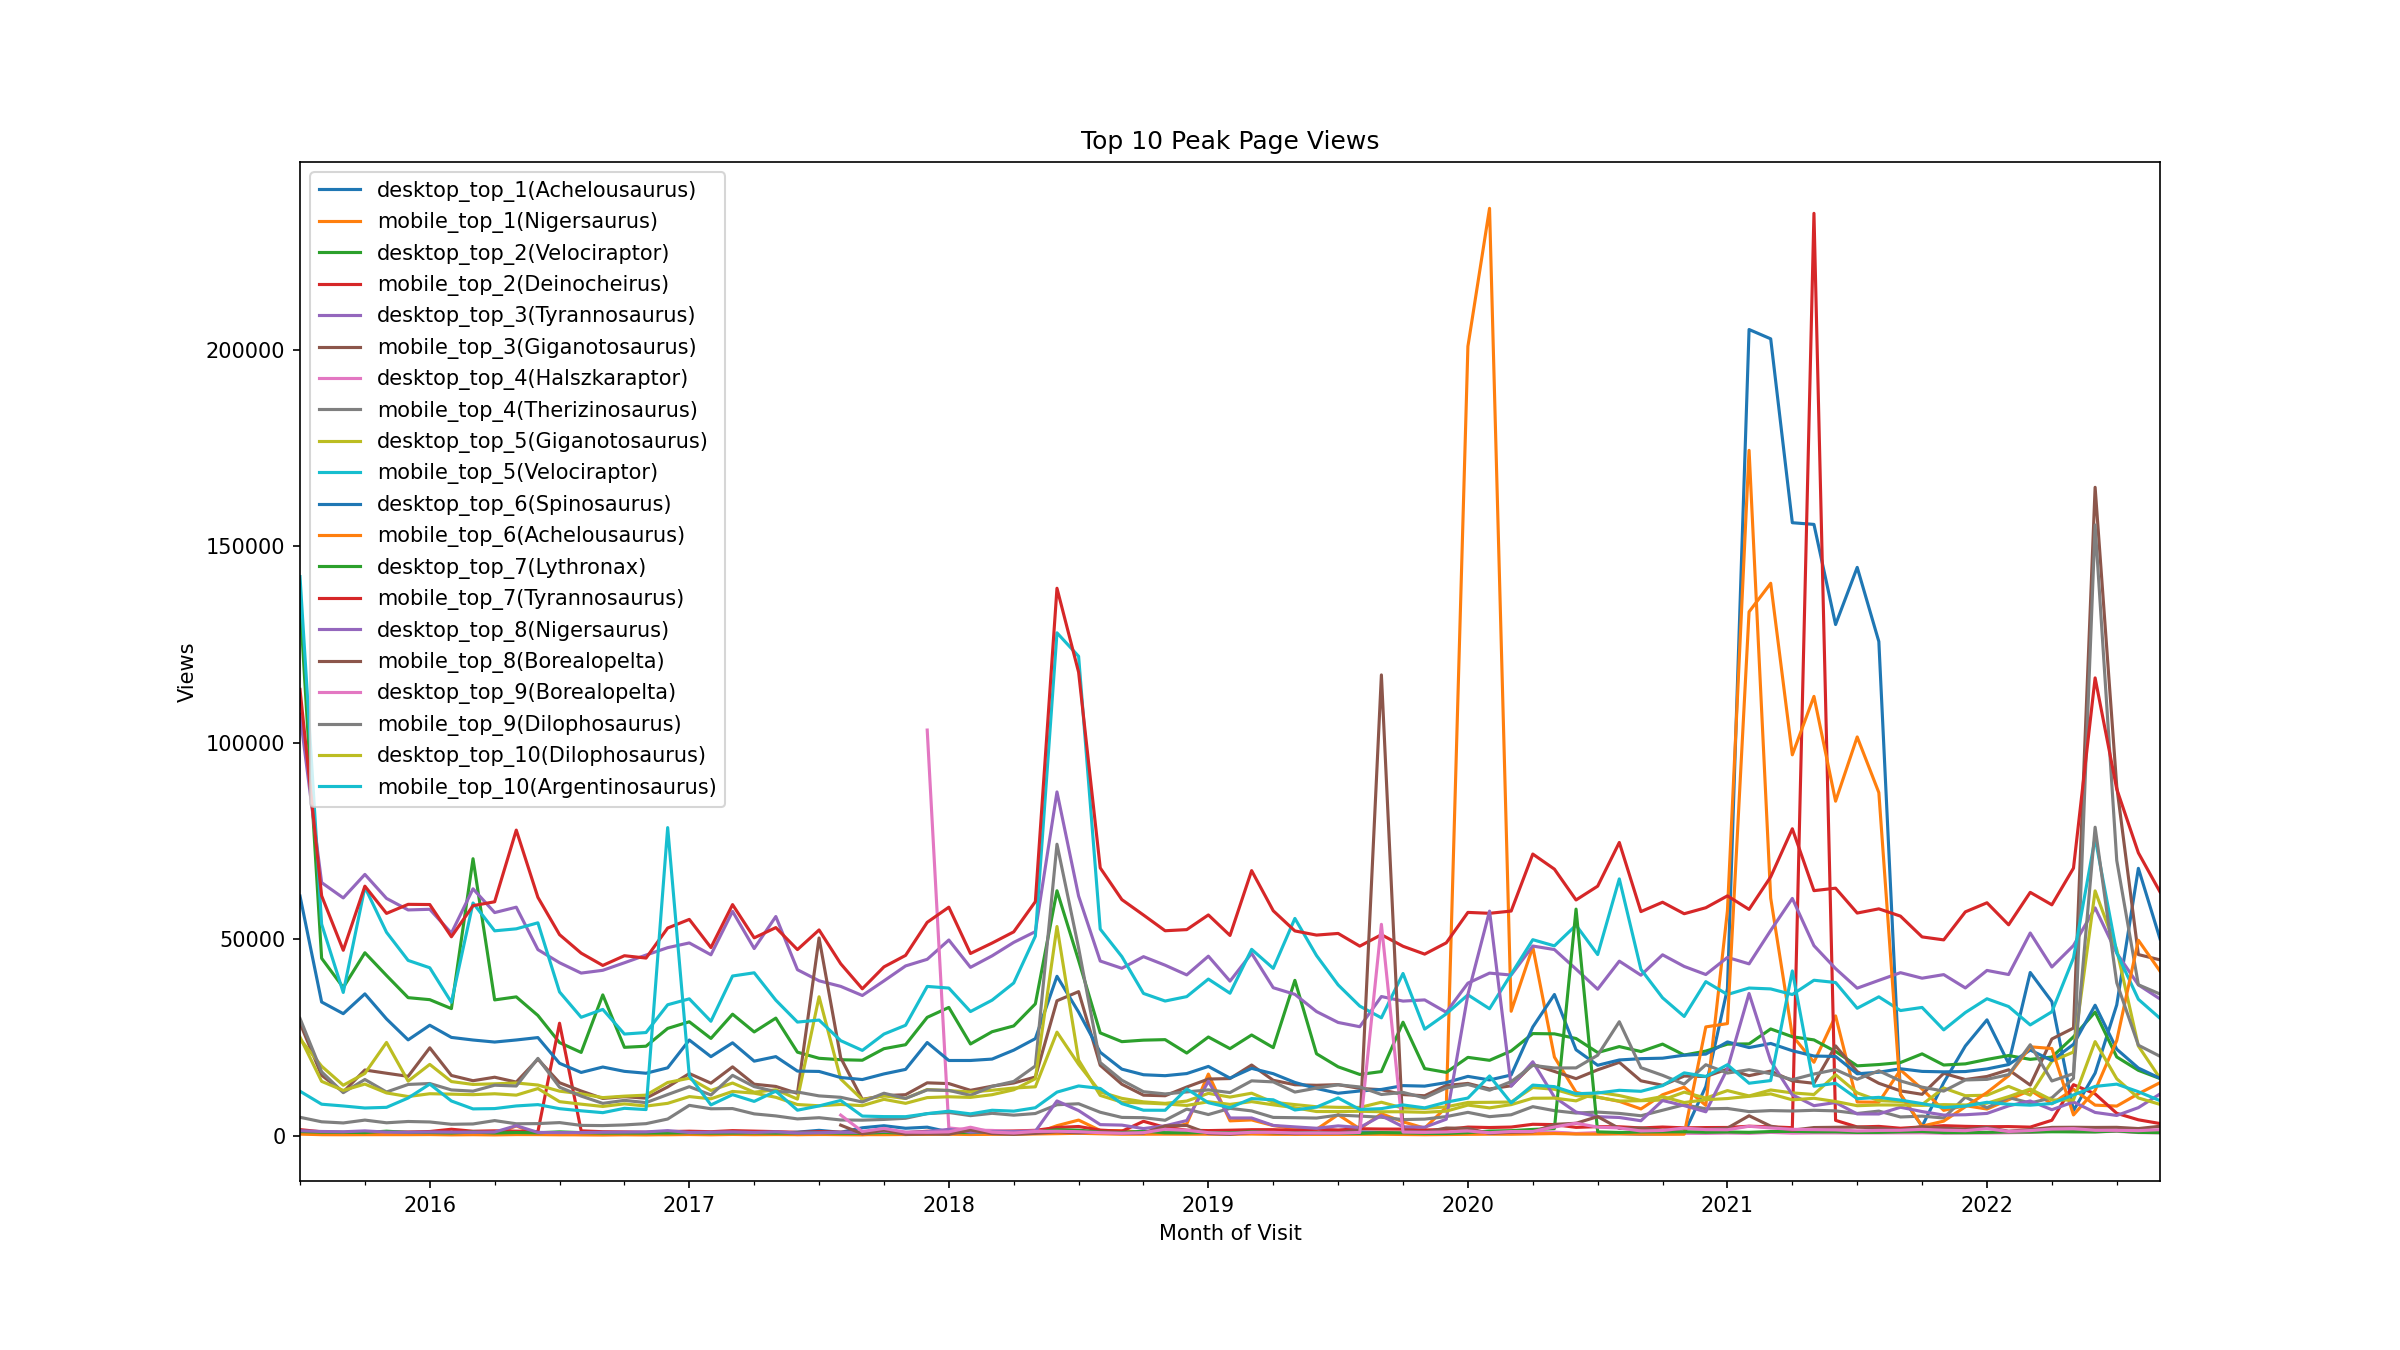 Top 10 Peak Page Views
desktop_top_1(Achelousaurus)
mobile_top_1(Nigersaurus)
desktop_top_2(Velociraptor)
mobile_top_2(Deinocheirus)
desktop_top_3(Tyrannosaurus)
mobile_top_3(Giganotosaurus)
desktop_top_4(Halszkaraptor)
mobile_top_4(Therizinosaurus)
desktop_top_5(Giganotosaurus)
mobile_top_5(Velociraptor)
desktop_top_6(Spinosaurus)
mobile_top_6(Achelousaurus)
desktop_top_7(Lythronax)
mobile_top_7(Tyrannosaurus)
desktop_top_8(Nigersaurus)
mobile_top_8(Borealopelta)
desktop_top_9(Borealopelta)
mobile_top_9(Dilophosaurus)
desktop_top_10(Dilophosaurus)
mobile_top_10(Argentinosaurus)
200000
150000
100000
50000
0
Views
2016 2017 2018 2019 2020 2021 2022
Month of Visit